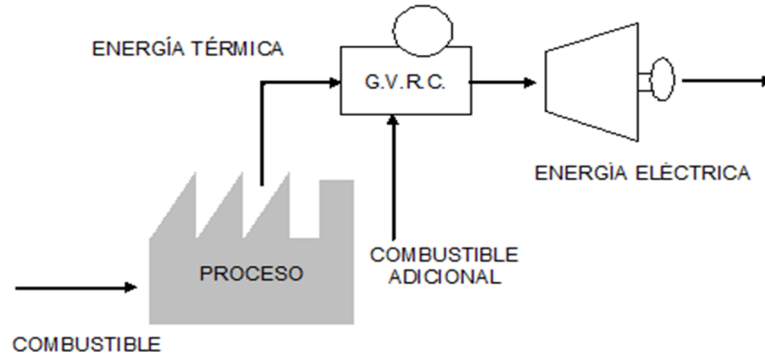 ENERGÍA TÉRMICA
G.V.R.C.
ENERGÍA ELÉCTRICA
COMBUSTIBLE
ADICIONAL
PROCESO
COMBUSTIBLE